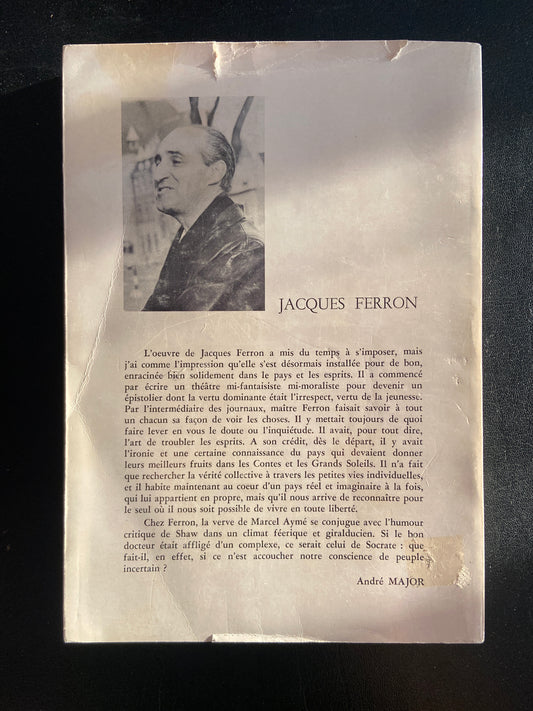 JACQUES FERRON
L'oeuvre de Jacques Ferron a mis du temps à s'imposer, mais
j'ai comme l'impression qu'elle s'est désormais installée pour de bon,
enracinée bien solidement dans le pays et les esprits. Il a commencé
par écrire un théâtre mi-fantaisiste mi-moraliste pour devenir un
épistolier dont la vertu dominante était l'irrespect, vertu de la jeunesse.
Par l'intermédiaire des journaux, maître Ferron faisait savoir à tout
un chacun sa façon de voir les choses. Il y mettait toujours de quoi
faire lever en vous le doute ou l'inquiétude. Il avait, pour tout dire,
l'art de troubler les esprits. A son crédit, dès le départ, il y avait
l'ironie et une certaine connaissance du pays qui devaient donner
leurs meilleurs fruits dans les Contes et les Grands Soleils. Il n'a fait
que rechercher la vérité collective à travers les petites vies individuelles,
et il habite maintenant au coeur d'un pays réel et imaginaire à la fois,
qui lui appartient en propre, mais qu'il nous arrive de reconnaître pour
le seul où il nous soit possible de vivre en toute liberté.
Chez Ferron, la verve de Marcel Aymé se conjugue avec l'humour
critique de Shaw dans un climat féerique et giralducien. Si le bon
docteur était affligé d'un complexe, ce serait celui de Socrate : que
fait-il, en effet, si ce n'est accoucher notre conscience de peuple
incertain ?
André MAJOR